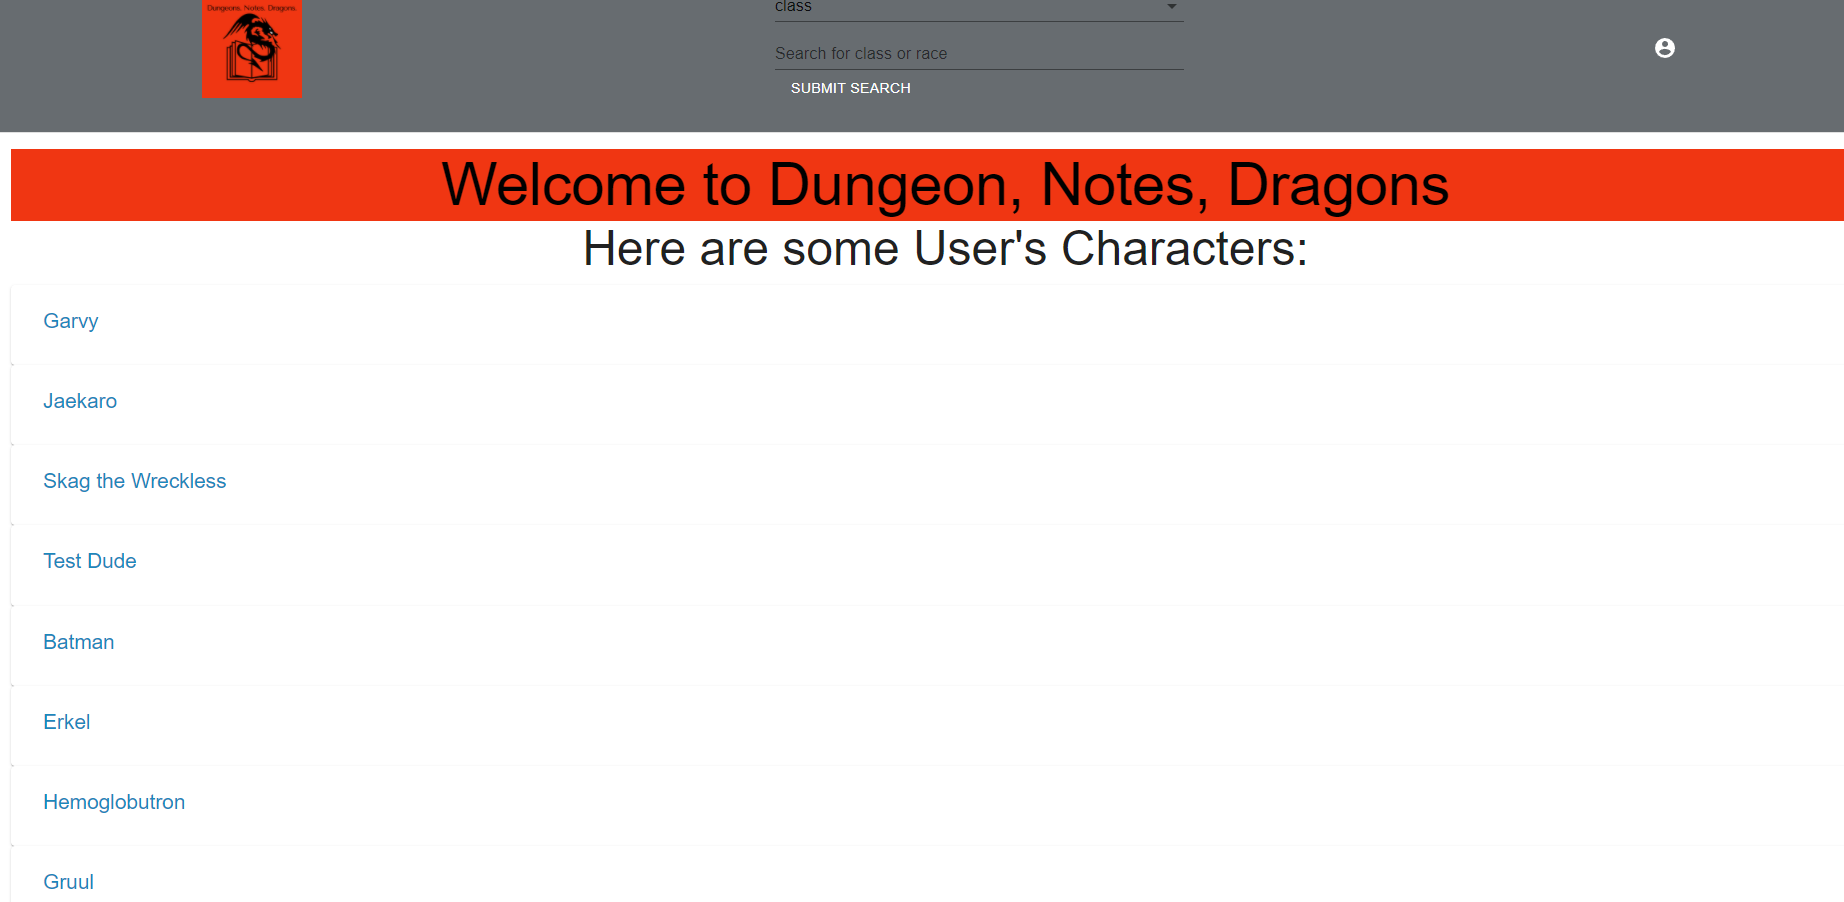 Dungeons, Notes. Dragons.
class
Search for class or race
SUBMIT SEARCH
Welcome to Dungeon, Notes, Dragons
Here are some User's Characters:
Garvy
Jaekaro
Skag the Wreckless
Test Dude
Batman
Erkel
Hemoglobutron
Gruul